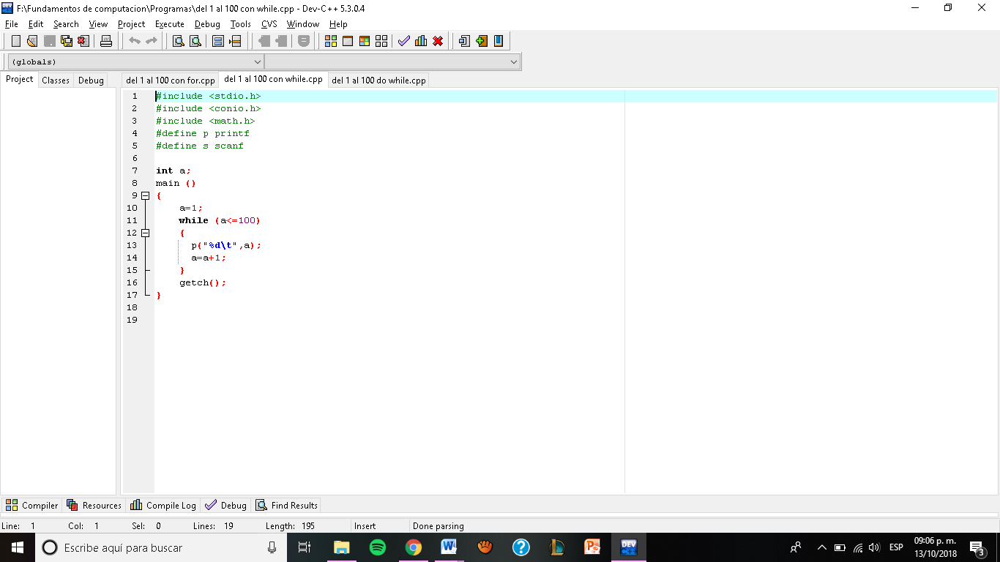 F:\Fundamentos de computacion\Programas\del 1 al 100 con while.cpp - Dev-C++ 5.3.0.4
File Edit Search View Project Execute Debug Tools CVS Window Help
(globals)
Project Classes Debug
del 1 al 100 con for.cpp del 1 al 100 con while.cpp del 1 al 100 do while.cpp
1 #include <stdio.h>
2 #include <conio.h>
3 #include <math.h>
4 #define p printf
5 #define s scanf
6
7 int a;
8 main ()
9 {
10 a=1;
11 while (a<=100)
12 {
13 p("%d\t",a);
14 a=a+1;
15 }
16 getch();
17 }
18
19
Compiler Resources Compile Log Debug Find Results
Line: 1 Col: 1 Sel: 0 Lines: 19 Length: 195 Insert Done parsing
Escribe aquí para buscar
ESP
09:06 p. m.
13/10/2018
3
DEV